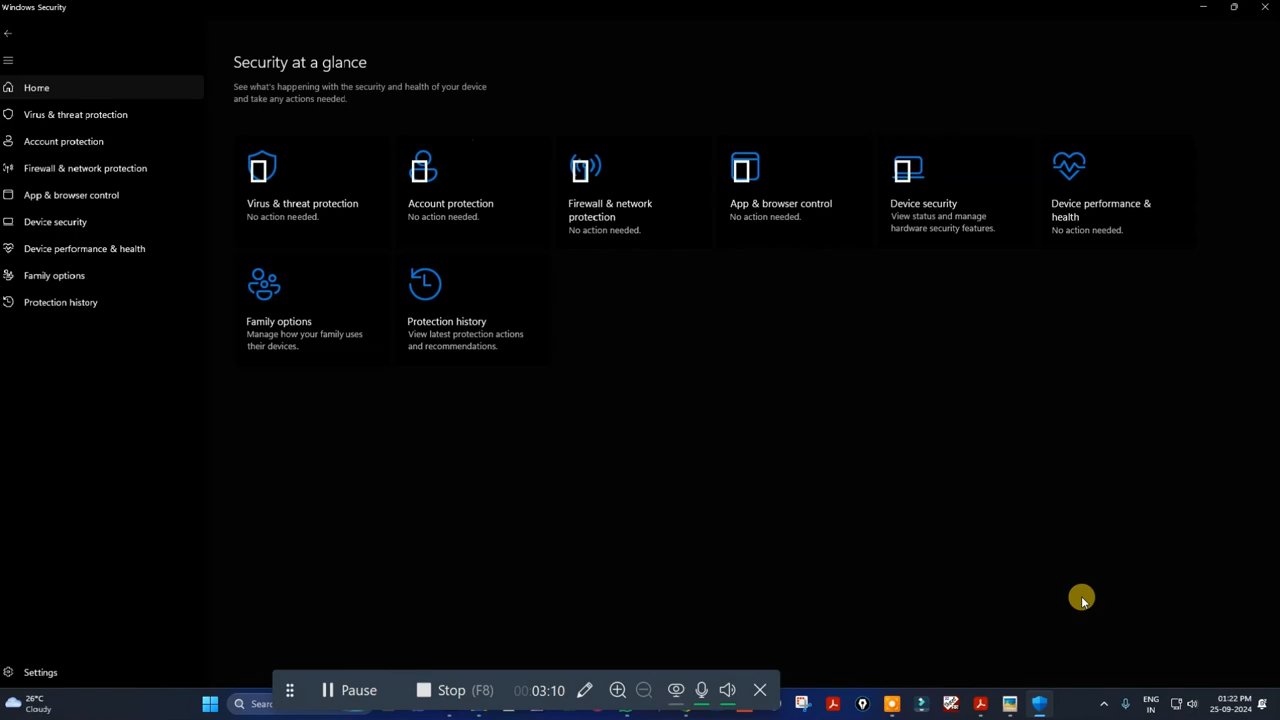 Windows Security
Home
Virus & threat protection
Account protection
Firewall & network protection
App & browser control
Device security
Device performance & health
Family options
Protection history
Settings
Security at a glance
See what's happening with the security and health of your device
and take any actions needed.
Virus & threat protection
No action needed.
Account protection
No action needed.
Firewall & network
protection
No action needed.
App & browser control
No action needed.
Device security
View status and manage
hardware security features.
Device performance &
health
No action needed.
Family options
Manage how your family uses
their devices.
Protection history
View latest protection actions
and recommendations.
Pause
Stop (F8)
00:03:10
26°C
Cloudy
ENG
IN
01:22 PM
25-09-2024